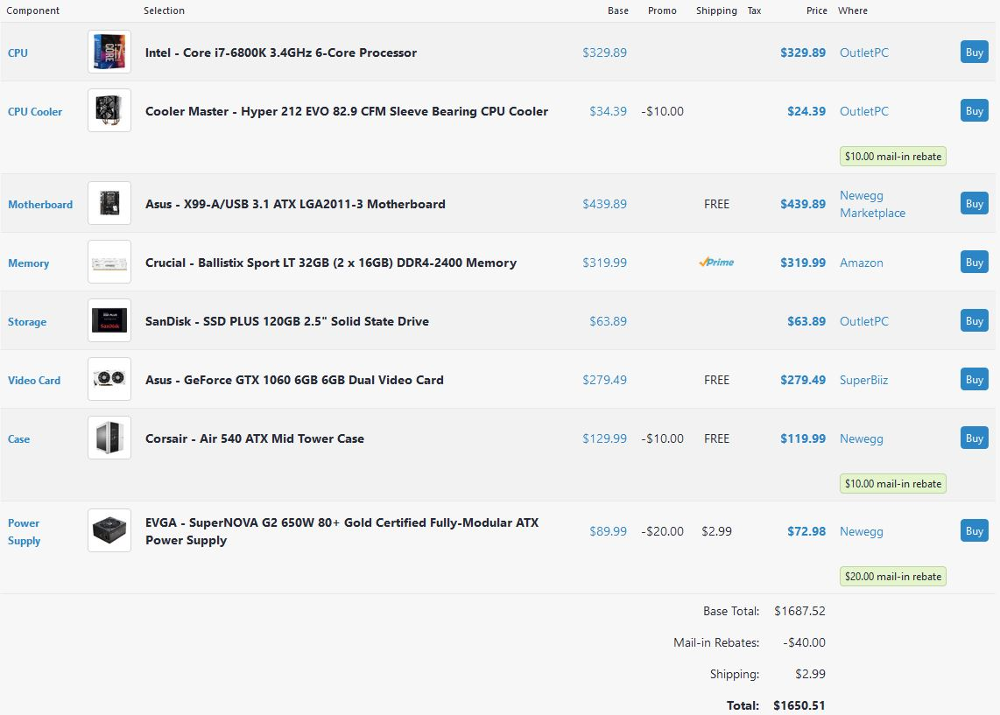 Component Selection Base Promo Shipping Tax Price Where
CPU Intel - Core i7-6800K 3.4GHz 6-Core Processor $329.89 $329.89 OutletPC Buy
CPU Cooler Cooler Master - Hyper 212 EVO 82.9 CFM Sleeve Bearing CPU Cooler $34.39 -$10.00 $24.39 OutletPC Buy
$10.00 mail-in rebate
Motherboard Asus - X99-A/USB 3.1 ATX LGA2011-3 Motherboard $439.89 FREE $439.89 Newegg
Marketplace Buy
Memory Crucial - Ballistix Sport LT 32GB (2 x 16GB) DDR4-2400 Memory $319.99 Prime $319.99 Amazon Buy
Storage SanDisk - SSD PLUS 120GB 2.5" Solid State Drive $63.89 $63.89 OutletPC Buy
Video Card Asus - GeForce GTX 1060 6GB 6GB Dual Video Card $279.49 FREE $279.49 SuperBiiz Buy
Case Corsair - Air 540 ATX Mid Tower Case $129.99 -$10.00 FREE $119.99 Newegg Buy
$10.00 mail-in rebate
Power
Supply EVGA - SuperNOVA G2 650W 80+ Gold Certified Fully-Modular ATX
Power Supply $89.99 -$20.00 $2.99 $72.98 Newegg Buy
$20.00 mail-in rebate
Base Total: $1687.52
Mail-in Rebates: -$40.00
Shipping: $2.99
Total: $1650.51